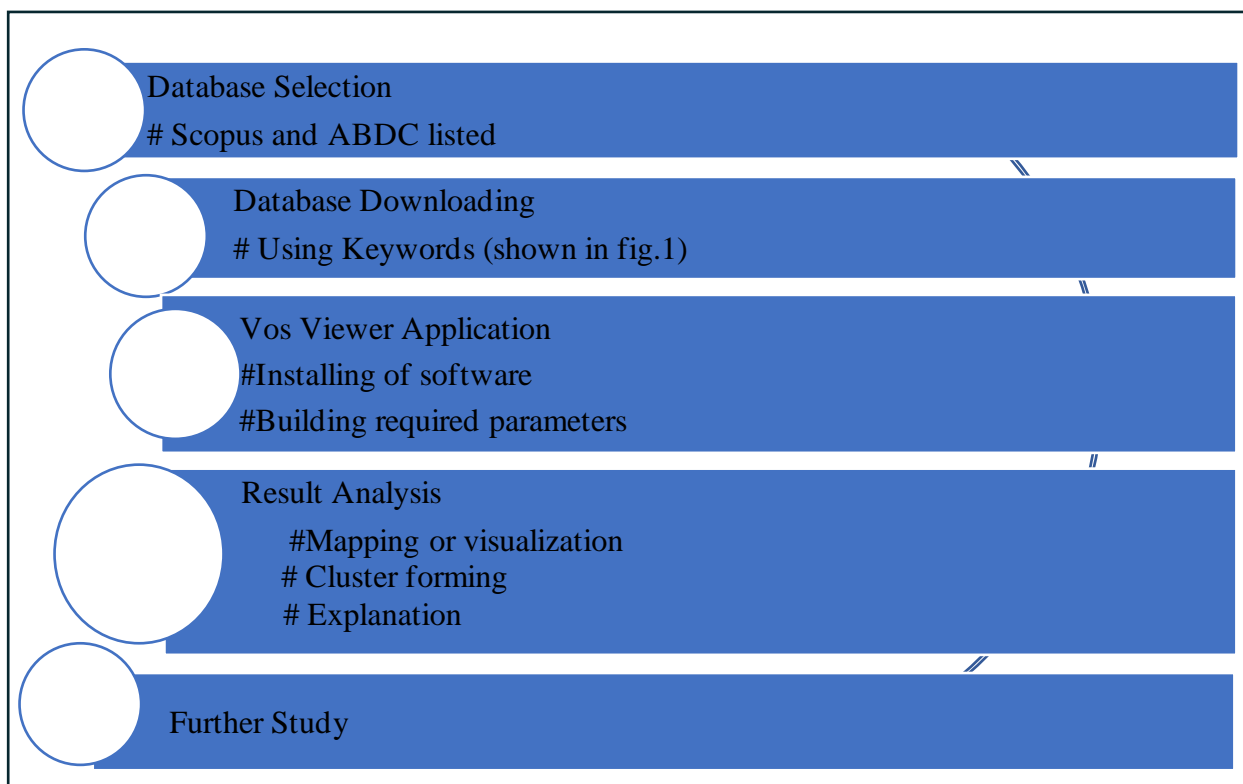 Database Selection
# Scopus and ABDC listed
Database Downloading
# Using Keywords (shown in fig.1)
Vos Viewer Application
#Installing of software
#Building required parameters
Result Analysis
#Mapping or visualization
# Cluster forming
# Explanation
Further Study